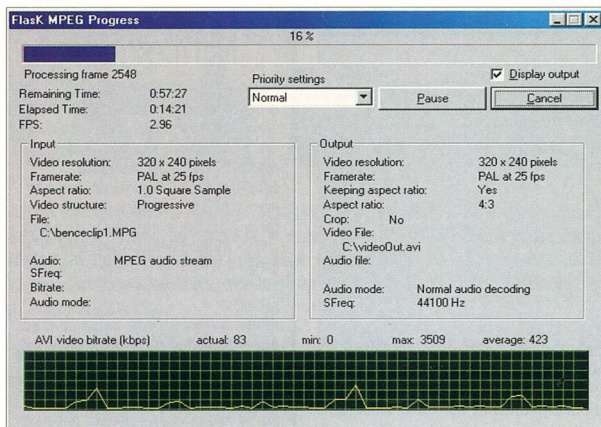 FlasK MPEG Progress
16 %
Processing frame 2548
Remaining Time: 0:57:27
Elapsed Time: 0:14:21
FPS: 2.96
Priority settings
Normal
Display output
Pause
Cancel
Input
Video resolution: 320 x 240 pixels
Framerate: PAL at 25 fps
Aspect ratio: 1.0 Square Sample
Video structure: Progressive
File:
C:\benceclip1.MPG
Audio: MPEG audio stream
SFreq:
Bitrate:
Audio mode:
Output
Video resolution: 320 x 240 pixels
Framerate: PAL at 25 fps
Keeping aspect ratio: Yes
Aspect ratio: 4:3
Crop: No
Video File:
C:\videoOut.avi
Audio file:
Audio mode: Normal audio decoding
SFreq: 44100 Hz
AVI video bitrate (kbps) actual: 83 min: 0 max: 3509 average: 423